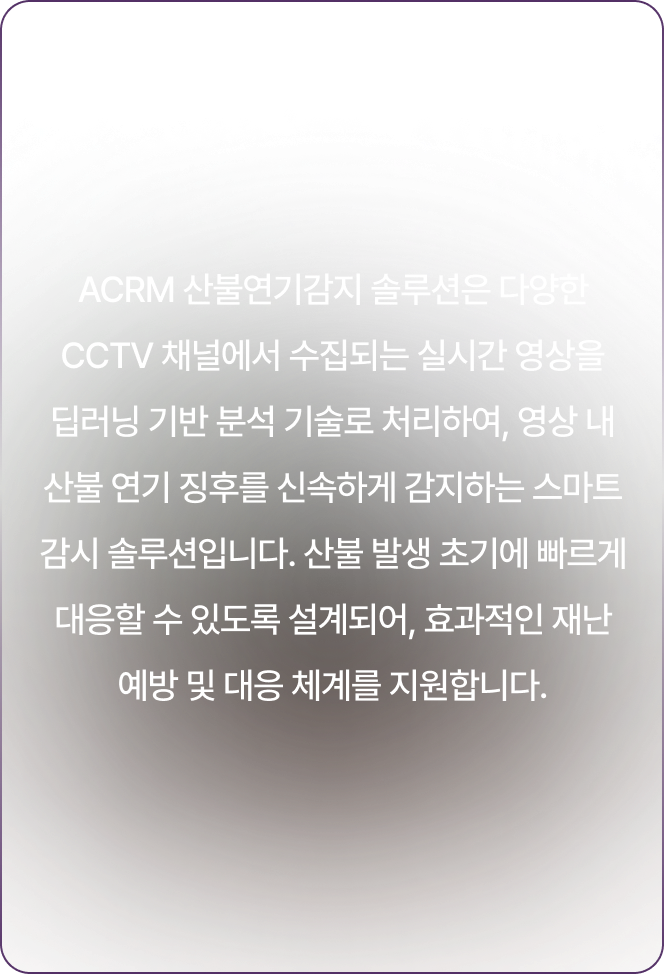 ACRM 산불연기감지 솔루션은 다양한
CCTV 채널에서 수집되는 실시간 영상을
딥러닝 기반 분석 기술로 처리하여, 영상 내
산불 연기 징후를 신속하게 감지하는 스마트
감시 솔루션입니다. 산불 발생 초기에 빠르게
대응할 수 있도록 설계되어, 효과적인 재난
예방 및 대응 체계를 지원합니다.